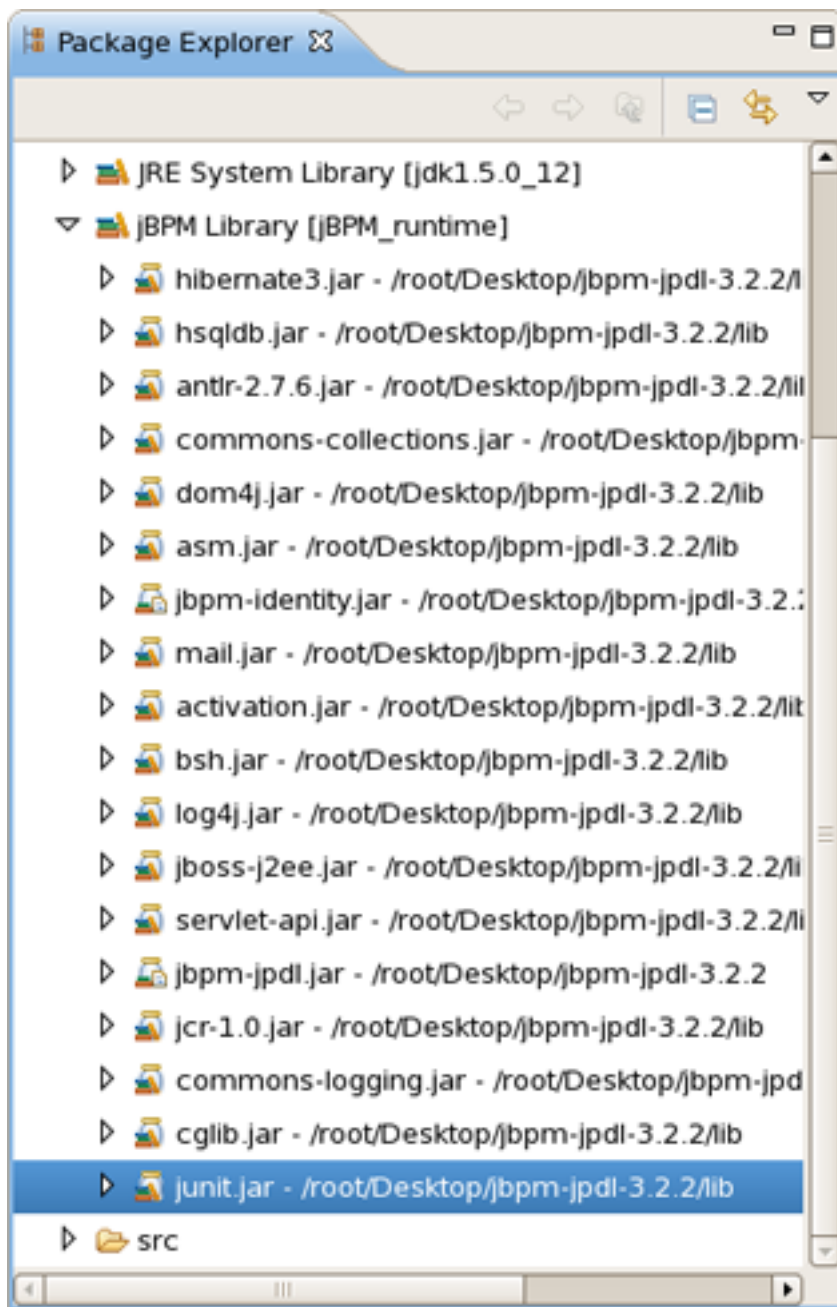 Package Explorer
JRE System Library [jdk1.5.0_12]
jBPM Library [jBPM_runtime]
hibernate3.jar - /root/Desktop/jbpm-jpdl-3.2.2/l
hsqldb.jar - /root/Desktop/jbpm-jpdl-3.2.2/lib
antlr-2.7.6.jar - /root/Desktop/jbpm-jpdl-3.2.2/lil
commons-collections.jar - /root/Desktop/jbpm-
dom4j.jar - /root/Desktop/jbpm-jpdl-3.2.2/lib
asm.jar - /root/Desktop/jbpm-jpdl-3.2.2/lib
jbpm-identity.jar - /root/Desktop/jbpm-jpdl-3.2.2
mail.jar - /root/Desktop/jbpm-jpdl-3.2.2/lib
activation.jar - /root/Desktop/jbpm-jpdl-3.2.2/lib
bsh.jar - /root/Desktop/jbpm-jpdl-3.2.2/lib
log4j.jar - /root/Desktop/jbpm-jpdl-3.2.2/lib
jboss-j2ee.jar - /root/Desktop/jbpm-jpdl-3.2.2/li
servlet-api.jar - /root/Desktop/jbpm-jpdl-3.2.2/li
jbpm-jpdl.jar - /root/Desktop/jbpm-jpdl-3.2.2
jcr-1.0.jar - /root/Desktop/jbpm-jpdl-3.2.2/lib
commons-logging.jar - /root/Desktop/jbpm-jpd
cglib.jar - /root/Desktop/jbpm-jpdl-3.2.2/lib
junit.jar - /root/Desktop/jbpm-jpdl-3.2.2/lib
src